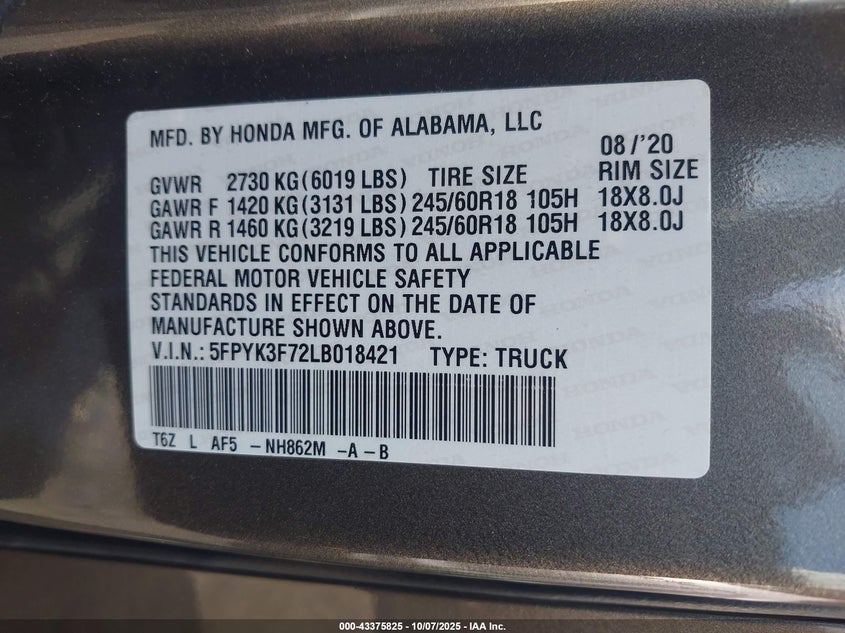 MFD. BY HONDA MFG. OF ALABAMA, LLC
08/'20
GVWR 2730 KG(6019 LBS) TIRE SIZE RIM SIZE
GAWR F 1420 KG(3131 LBS) 245/60R18 105H 18X8.0J
GAWR R 1460 KG(3219 LBS) 245/60R18 105H 18X8.0J
THIS VEHICLE CONFORMS TO ALL APPLICABLE
FEDERAL MOTOR VEHICLE SAFETY
STANDARDS IN EFFECT ON THE DATE OF
MANUFACTURE SHOWN ABOVE.
V.I.N.: 5FPYK3F72LB018421 TYPE: TRUCK
T6Z L AF5 -NH862M -A -B
000-43375825 - 10/07/2025 - IAA Inc.